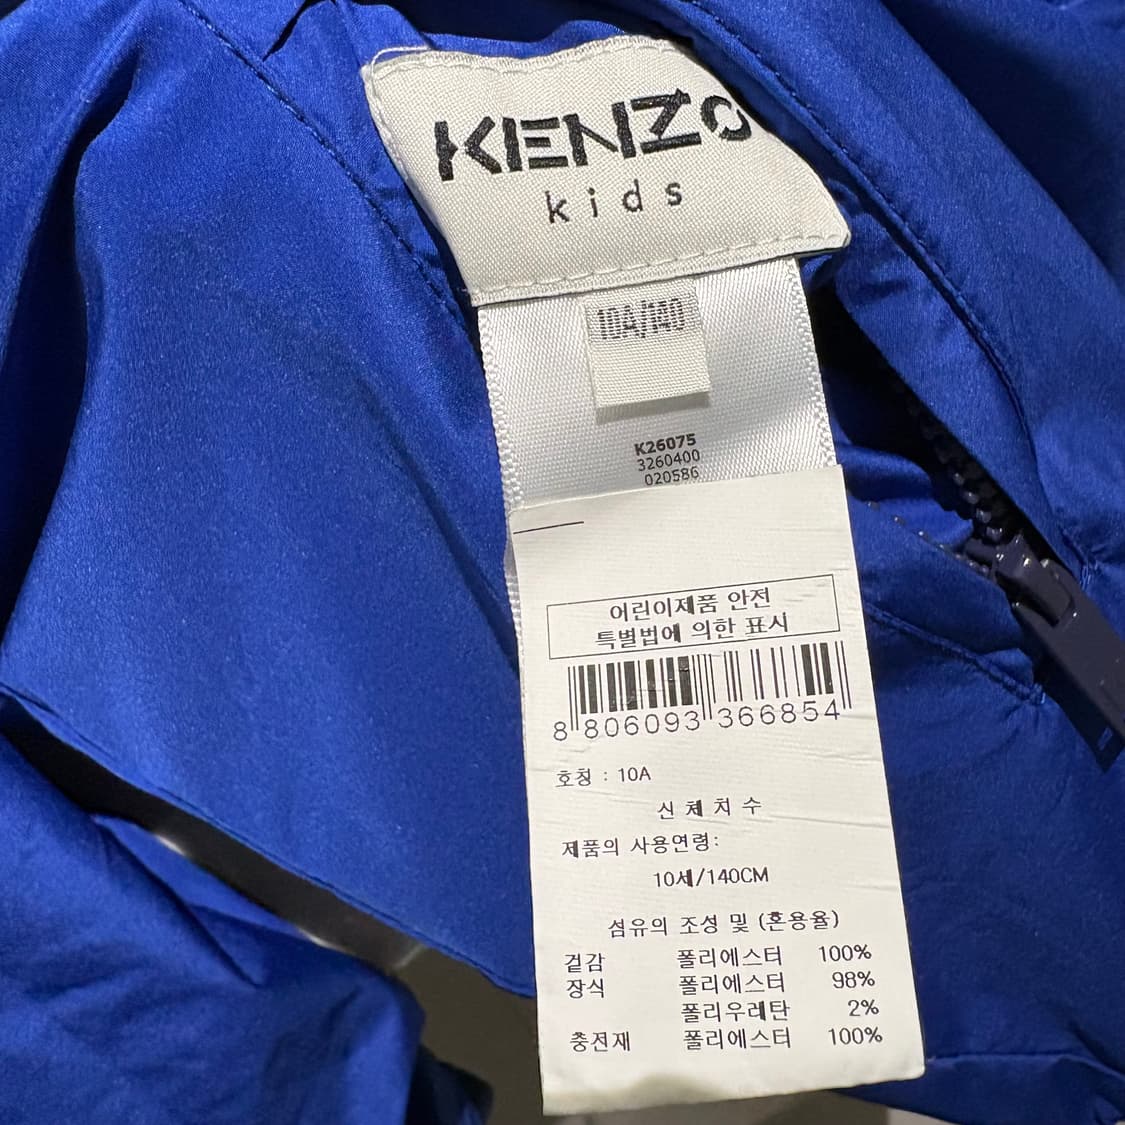 KENZO
kids
10A/140
K26075
3260400
020586
어린이제품 안전
특별법에 의한 표시
8 806093 366854
호칭 : 10A
신 체 치 수
제품의 사용연령:
10세/140CM
섬유의 조성 및 (혼용율)
겉감 폴리에스터 100%
장식 폴리에스터 98%
폴리우레탄 2%
충전재 폴리에스터 100%